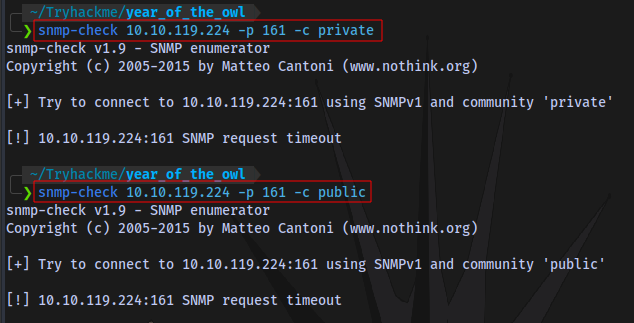 ~/Tryhackme/year_of_the_owl
❯ snmp-check 10.10.119.224 -p 161 -c private
snmp-check v1.9 - SNMP enumerator
Copyright (c) 2005-2015 by Matteo Cantoni (www.nothink.org)
[+] Try to connect to 10.10.119.224:161 using SNMPv1 and community 'private'
[!] 10.10.119.224:161 SNMP request timeout
~/Tryhackme/year_of_the_owl
❯ snmp-check 10.10.119.224 -p 161 -c public
snmp-check v1.9 - SNMP enumerator
Copyright (c) 2005-2015 by Matteo Cantoni (www.nothink.org)
[+] Try to connect to 10.10.119.224:161 using SNMPv1 and community 'public'
[!] 10.10.119.224:161 SNMP request timeout